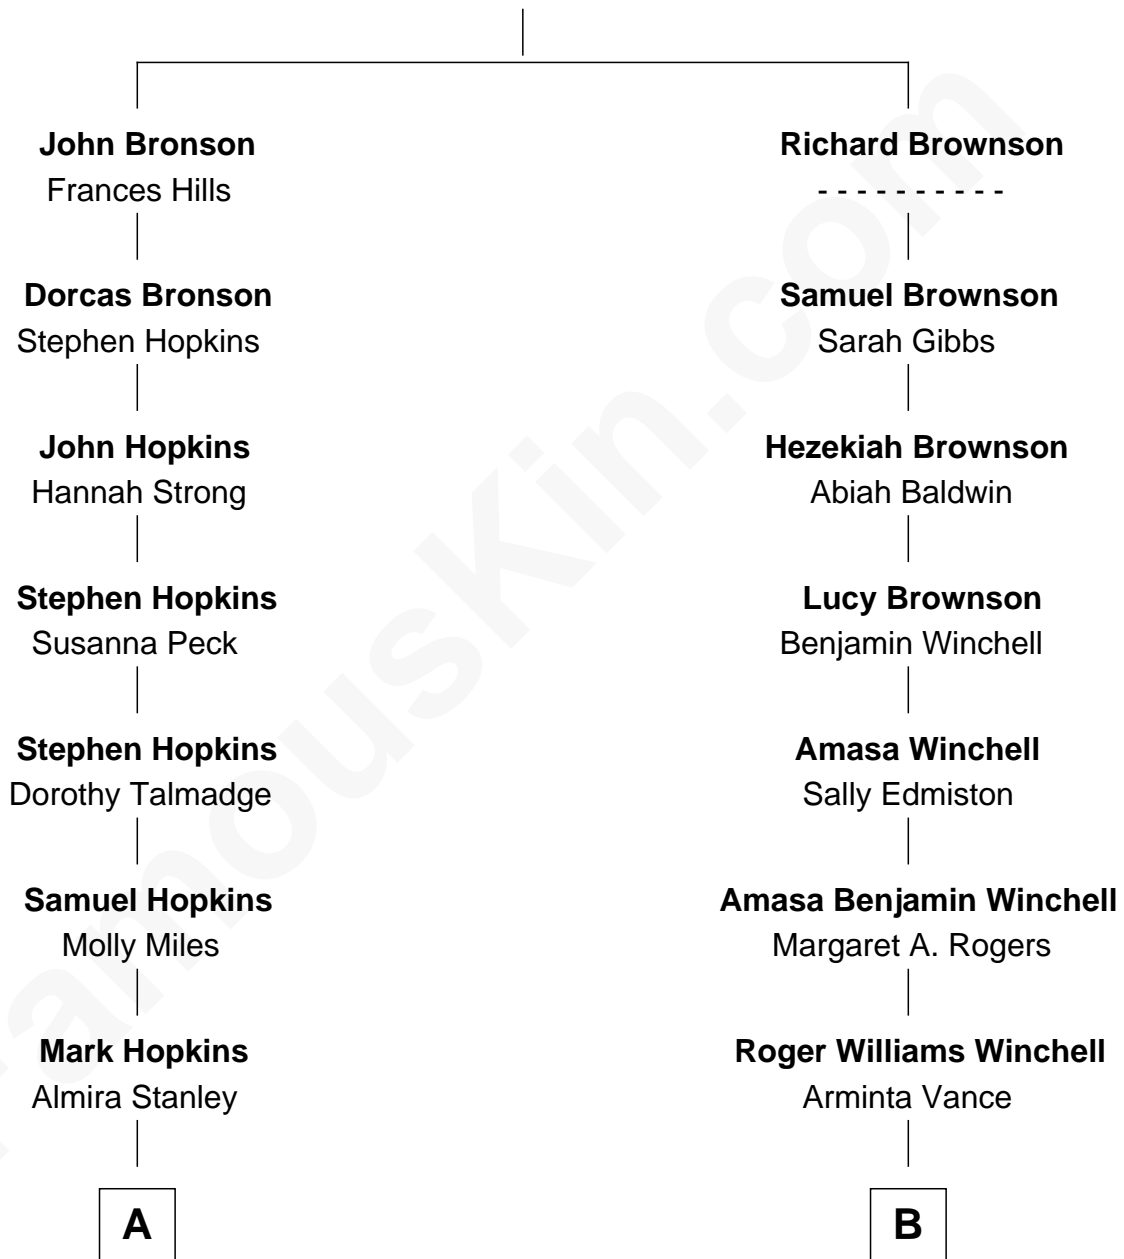 John Bronson
Frances Hills
Dorcas Bronson
Stephen Hopkins
John Hopkins
Hannah Strong
Stephen Hopkins
Susanna Peck
Stephen Hopkins
Dorothy Talmadge
Samuel Hopkins
Molly Miles
Mark Hopkins
Almira Stanley
A
Richard Brownson
- - - - - - - - - -
Samuel Brownson
Sarah Gibbs
Hezekiah Brownson
Abiah Baldwin
Lucy Brownson
Benjamin Winchell
Amasa Winchell
Sally Edmiston
Amasa Benjamin Winchell
Margaret A. Rogers
Roger Williams Winchell
Arminta Vance
B
FamousKin.com